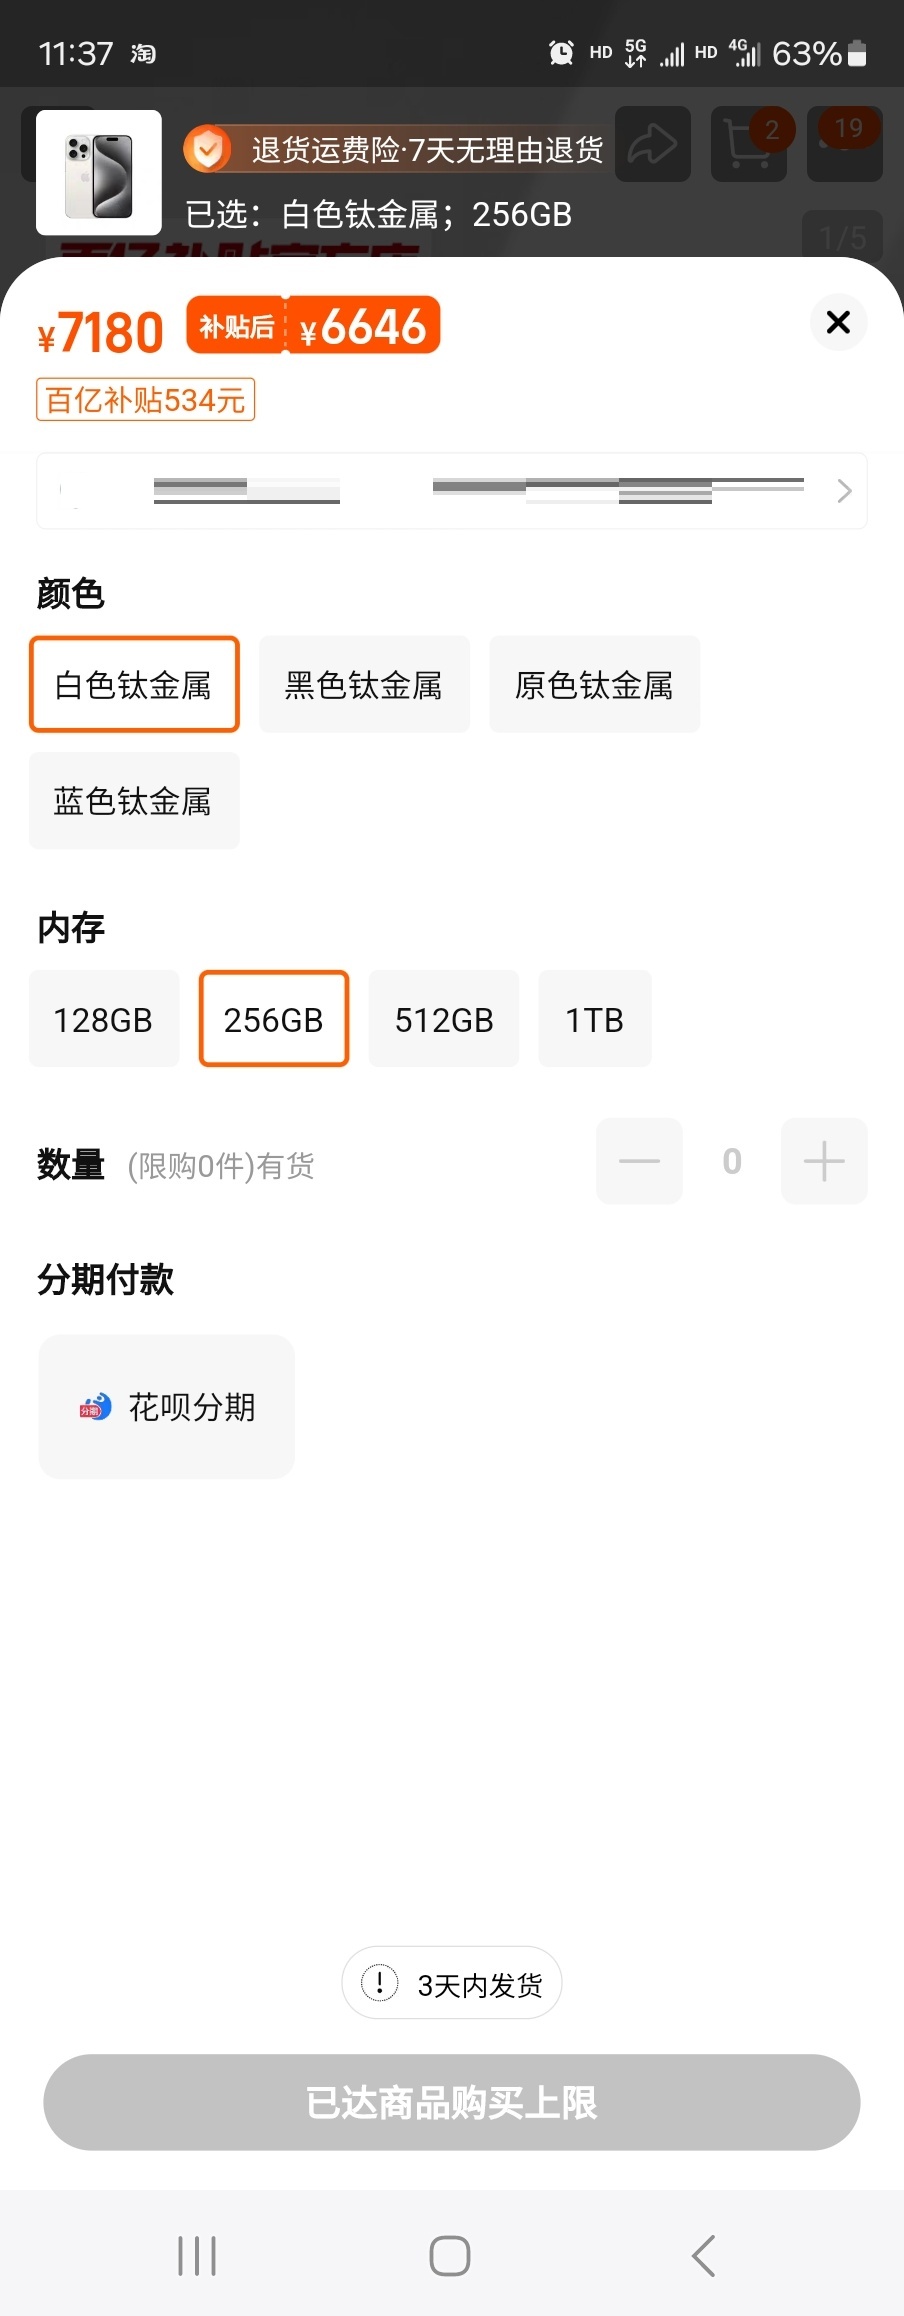 11:37 淘 HD 5G HD 4G 63%
退货运费险·7天无理由退货
2
19
已选：白色钛金属；256GB
1/5
¥7180 补贴后 ¥6646
百亿补贴534元
颜色
白色钛金属 黑色钛金属 原色钛金属
蓝色钛金属
内存
128GB 256GB 512GB 1TB
数量 (限购0件)有货 0
分期付款
分期 花呗分期
3天内发货
已达商品购买上限